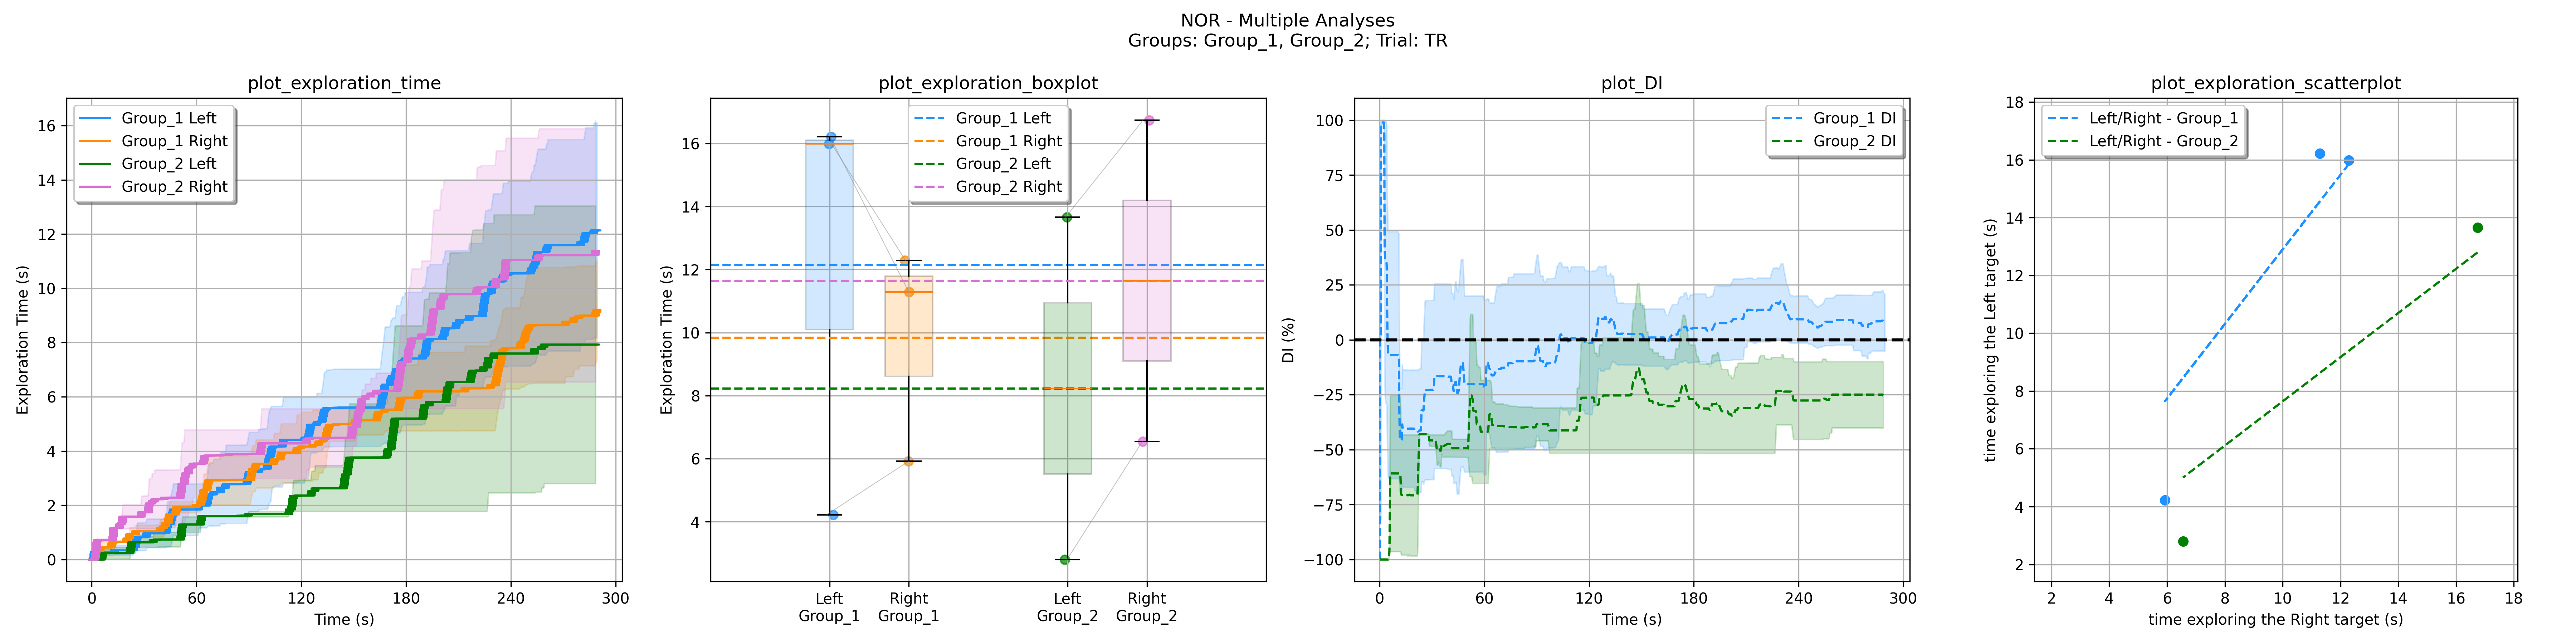 NOR - Multiple Analyses
Groups: Group_1, Group_2; Trial: TR
plot_exploration_time
Exploration Time (s)
16
14
12
10
8
6
4
2
0
Group_1 Left
Group_1 Right
Group_2 Left
Group_2 Right
0 60 120 180 240 300
Time (s)
plot_exploration_boxplot
Exploration Time (s)
16
14
12
10
8
6
4
Group_1 Left
Group_1 Right
Group_2 Left
Group_2 Right
Left Right Left Right
Group_1 Group_1 Group_2 Group_2
plot_DI
DI (%)
100
75
50
25
0
−25
−50
−75
−100
Group_1 DI
Group_2 DI
0 60 120 180 240 300
Time (s)
plot_exploration_scatterplot
time exploring the Left target (s)
18
16
14
12
10
8
6
4
2
Left/Right - Group_1
Left/Right - Group_2
2 4 6 8 10 12 14 16 18
time exploring the Right target (s)